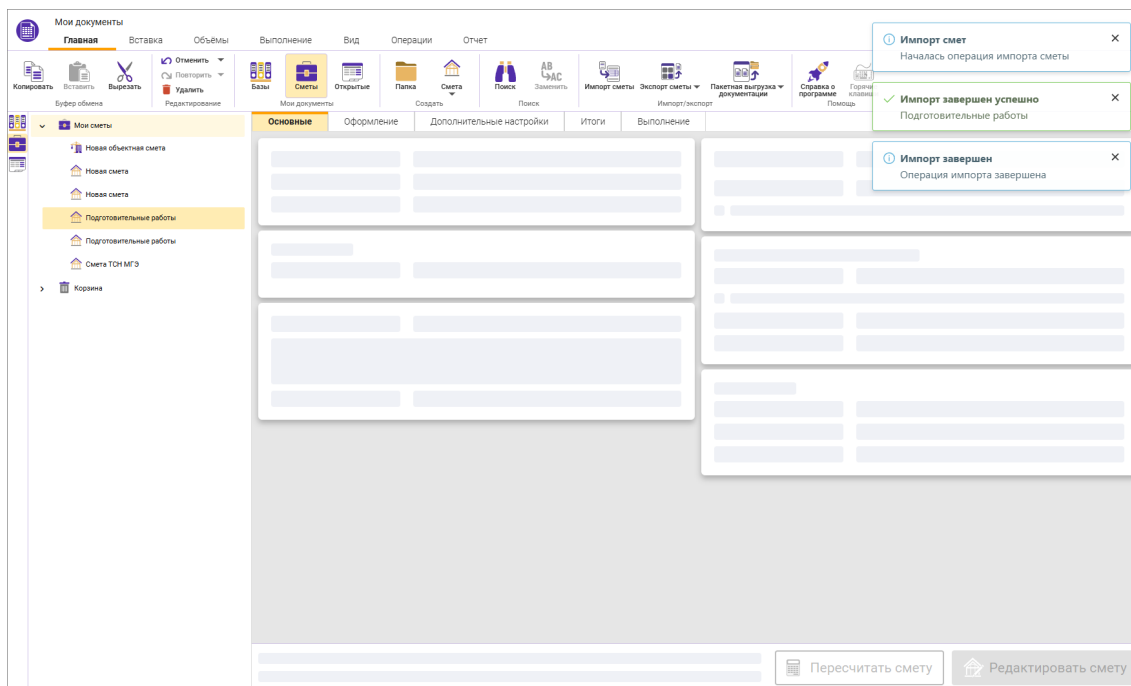 Мои документы
Главная Вставка Объёмы Выполнение Вид Операции Отчет
Копировать Вставить Вырезать
Буфер обмена
Отменить
Повторить
Удалить
Редактирование
Базы Сметы Открытые
Мои документы
Папка Смета
Создать
Поиск Заменить
AB
AC
Поиск
Импорт сметы Экспорт сметы Пакетная выгрузка
документации
Импорт/экспорт
Справка о
программе
Помощь
Импорт смет
Началась операция импорта сметы
Импорт завершен успешно
Подготовительные работы
Импорт завершен
Операция импорта завершена
Мои сметы
Новая объектная смета
Новая смета
Новая смета
Подготовительные работы
Подготовительные работы
Смета ТСН МГЭ
Корзина
Основные Оформление Дополнительные настройки Итоги Выполнение
Пересчитать смету Редактировать смету